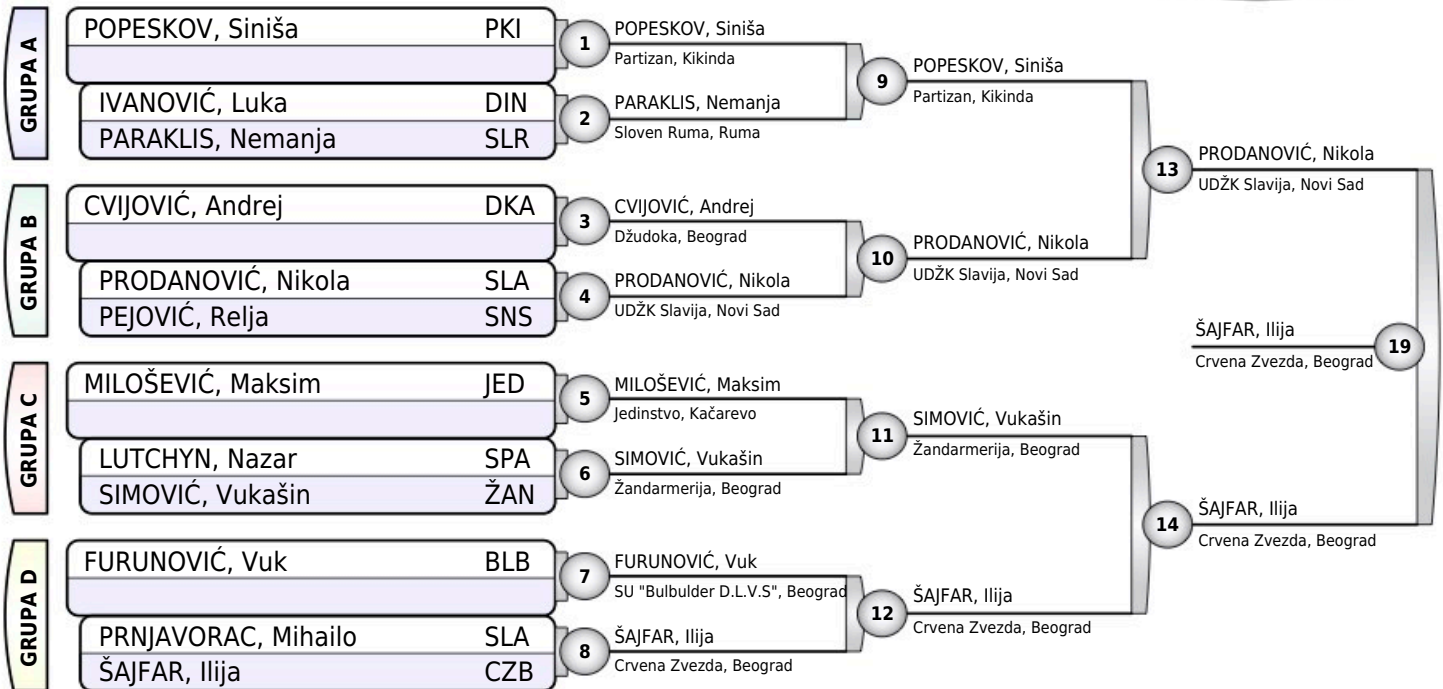 GRUPA A
POPESKOV, Siniša PKI
IVANOVIĆ, Luka DIN
PARAKLIS, Nemanja SLR
GRUPA B
CVIJOVIĆ, Andrej DKA
PRODANOVIĆ, Nikola SLA
PEJOVIĆ, Relja SNS
GRUPA C
MILOŠEVIĆ, Maksim JED
LUTCHYN, Nazar SPA
SIMOVIĆ, Vukašin ŽAN
GRUPA D
FURUNOVIĆ, Vuk BLB
PRNJAVORAC, Mihailo SLA
ŠAJFAR, Ilija CZB
1
POPESKOV, Siniša
Partizan, Kikinda
2
PARAKLIS, Nemanja
Sloven Ruma, Ruma
3
CVIJOVIĆ, Andrej
Džudoka, Beograd
4
PRODANOVIĆ, Nikola
UDŽK Slavija, Novi Sad
5
MILOŠEVIĆ, Maksim
Jedinstvo, Kačarevo
6
SIMOVIĆ, Vukašin
Žandarmerija, Beograd
7
FURUNOVIĆ, Vuk
SU "Bulbulder D.L.V.S", Beograd
8
ŠAJFAR, Ilija
Crvena Zvezda, Beograd
9
POPESKOV, Siniša
Partizan, Kikinda
10
PRODANOVIĆ, Nikola
UDŽK Slavija, Novi Sad
11
SIMOVIĆ, Vukašin
Žandarmerija, Beograd
12
ŠAJFAR, Ilija
Crvena Zvezda, Beograd
13
PRODANOVIĆ, Nikola
UDŽK Slavija, Novi Sad
14
ŠAJFAR, Ilija
Crvena Zvezda, Beograd
ŠAJFAR, Ilija
Crvena Zvezda, Beograd
19